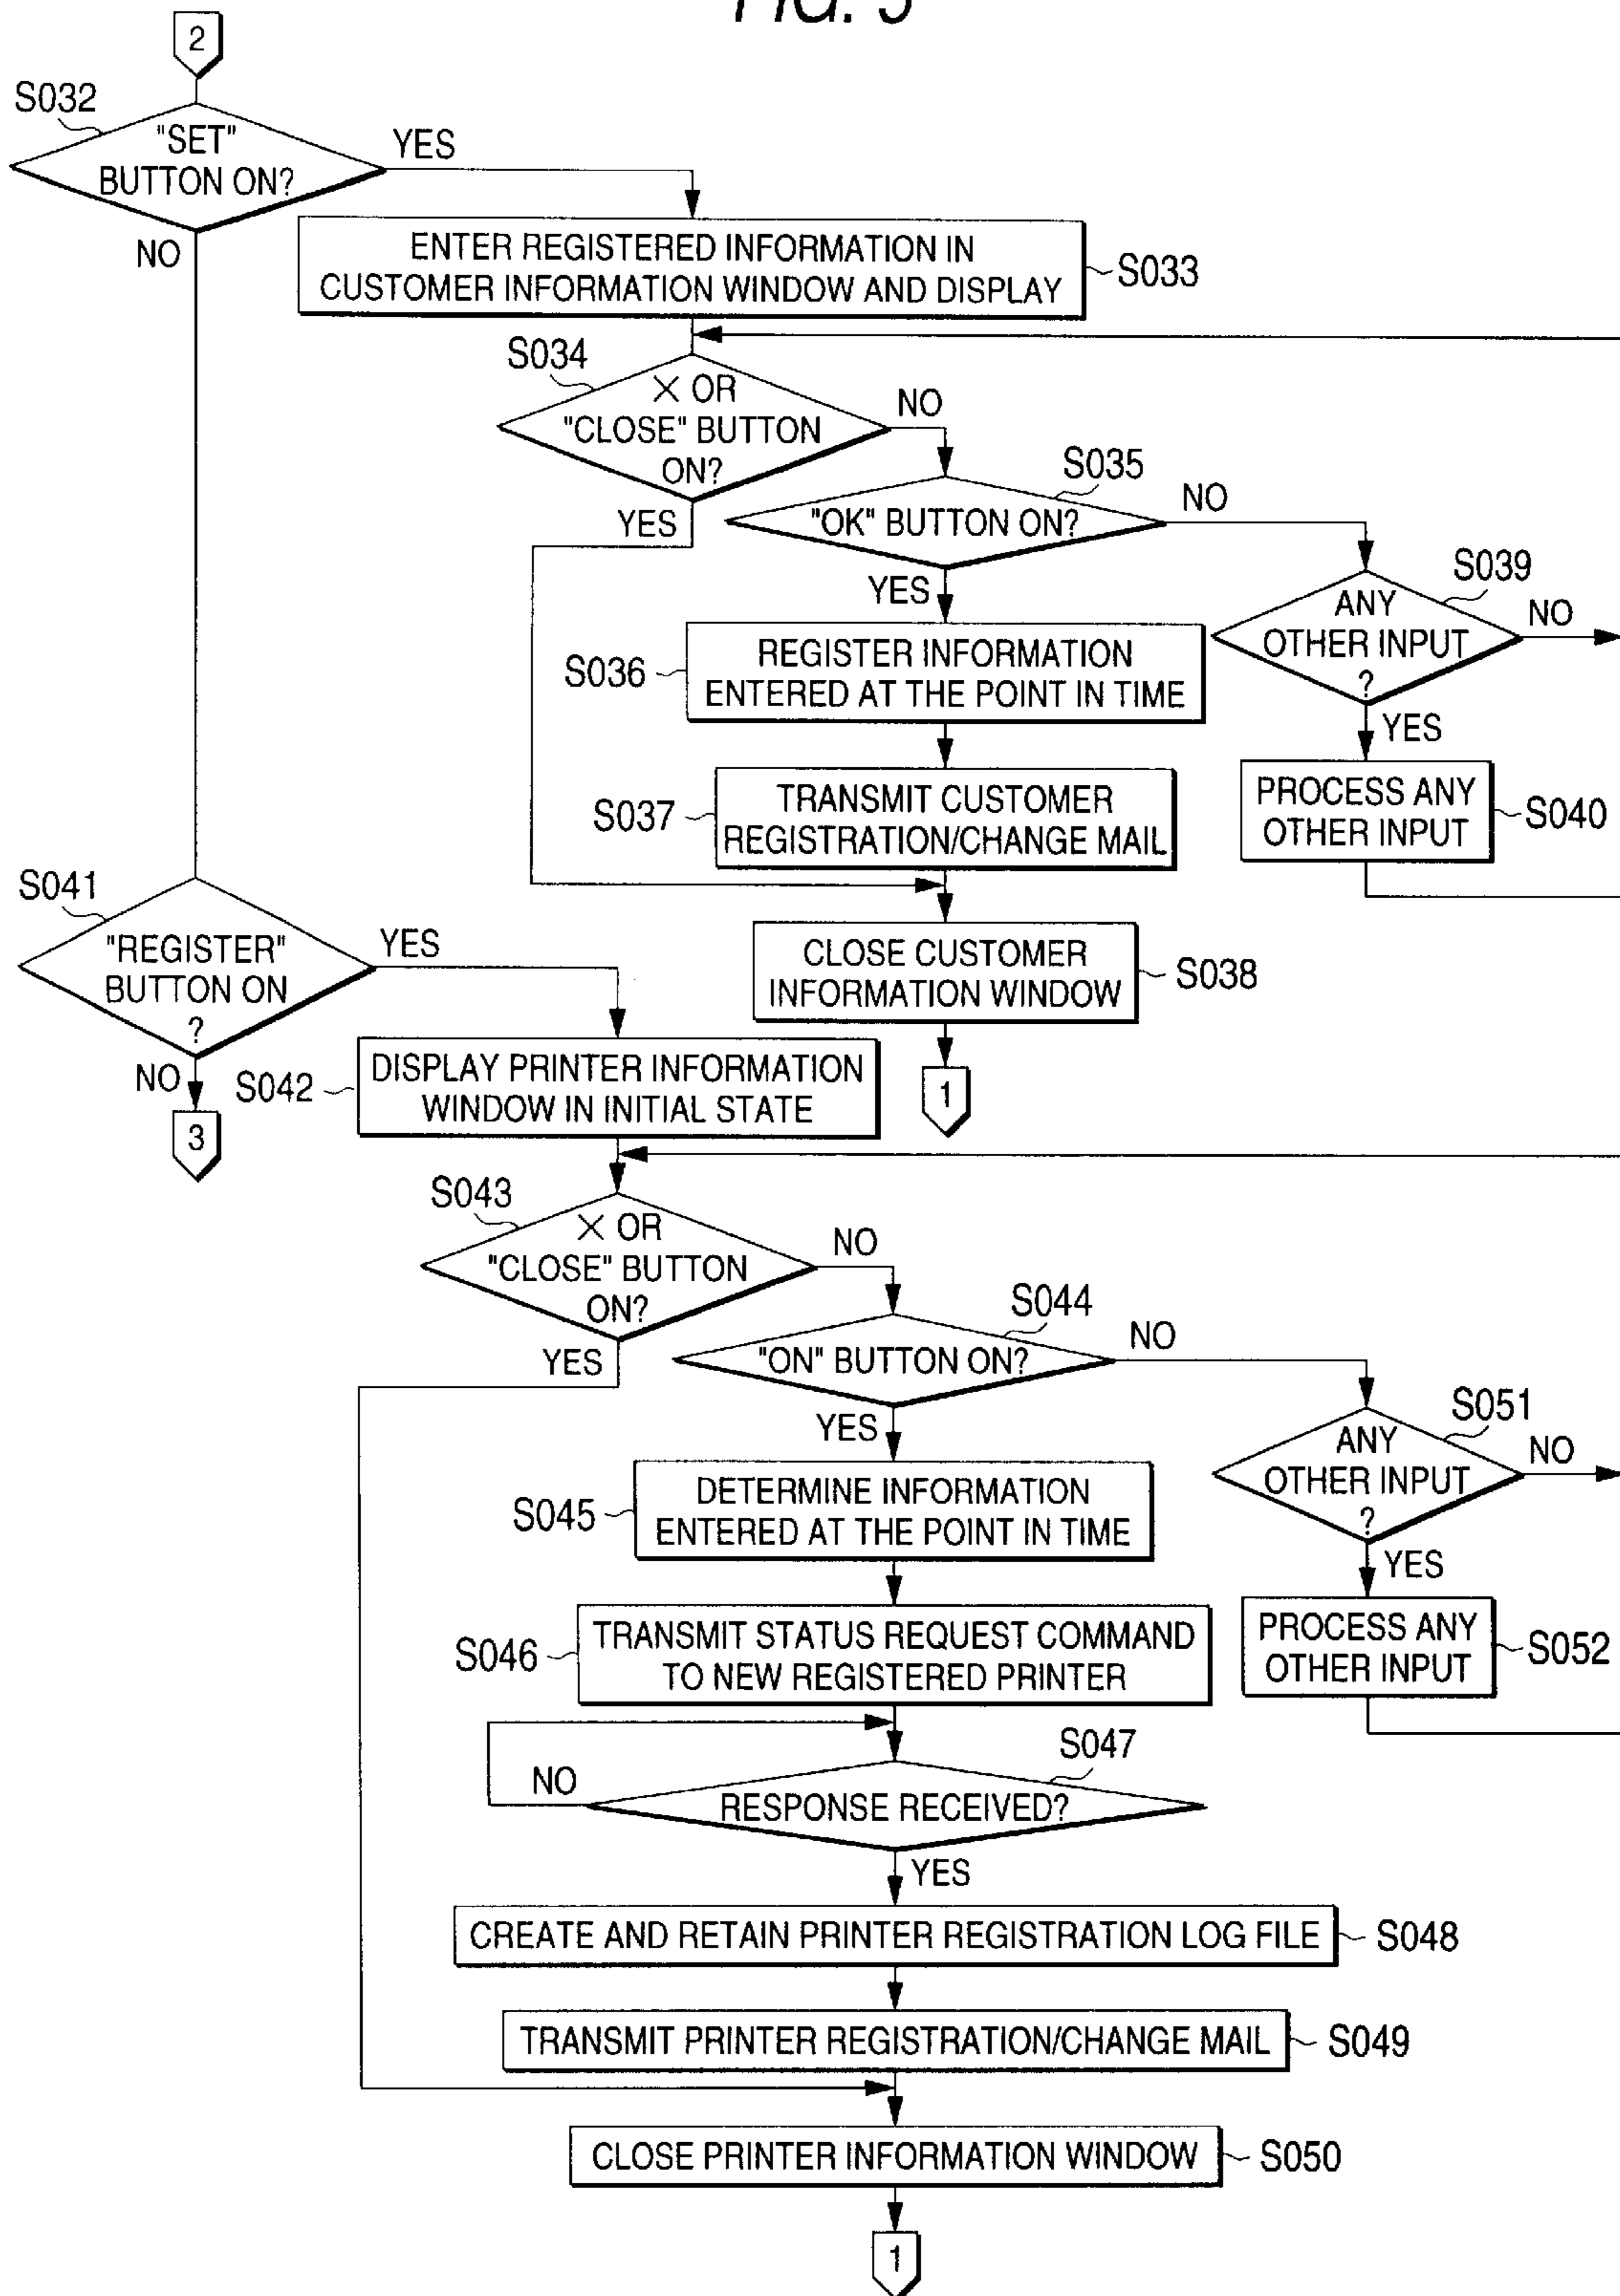 FIG.
2
S032
"SET"
BUTTON ON?
YES
NO
ENTER REGISTERED INFORMATION IN
CUSTOMER INFORMATION WINDOW AND DISPLAY
S033
S034
× OR
"CLOSE" BUTTON
ON?
NO
YES
S035
"OK" BUTTON ON?
NO
YES
S039
ANY
OTHER INPUT
?
NO
YES
S036
REGISTER INFORMATION
ENTERED AT THE POINT IN TIME
S037
TRANSMIT CUSTOMER
REGISTRATION/CHANGE MAIL
PROCESS ANY
OTHER INPUT
S040
S041
"REGISTER"
BUTTON ON
?
YES
NO
3
CLOSE CUSTOMER
INFORMATION WINDOW
S038
1
S042
DISPLAY PRINTER INFORMATION
WINDOW IN INITIAL STATE
S043
× OR
"CLOSE" BUTTON
ON?
NO
YES
S044
"ON" BUTTON ON?
NO
YES
S051
ANY
OTHER INPUT
?
NO
YES
S045
DETERMINE INFORMATION
ENTERED AT THE POINT IN TIME
S046
TRANSMIT STATUS REQUEST COMMAND
TO NEW REGISTERED PRINTER
PROCESS ANY
OTHER INPUT
S052
S047
NO
RESPONSE RECEIVED?
YES
CREATE AND RETAIN PRINTER REGISTRATION LOG FILE
S048
TRANSMIT PRINTER REGISTRATION/CHANGE MAIL
S049
CLOSE PRINTER INFORMATION WINDOW
S050
1